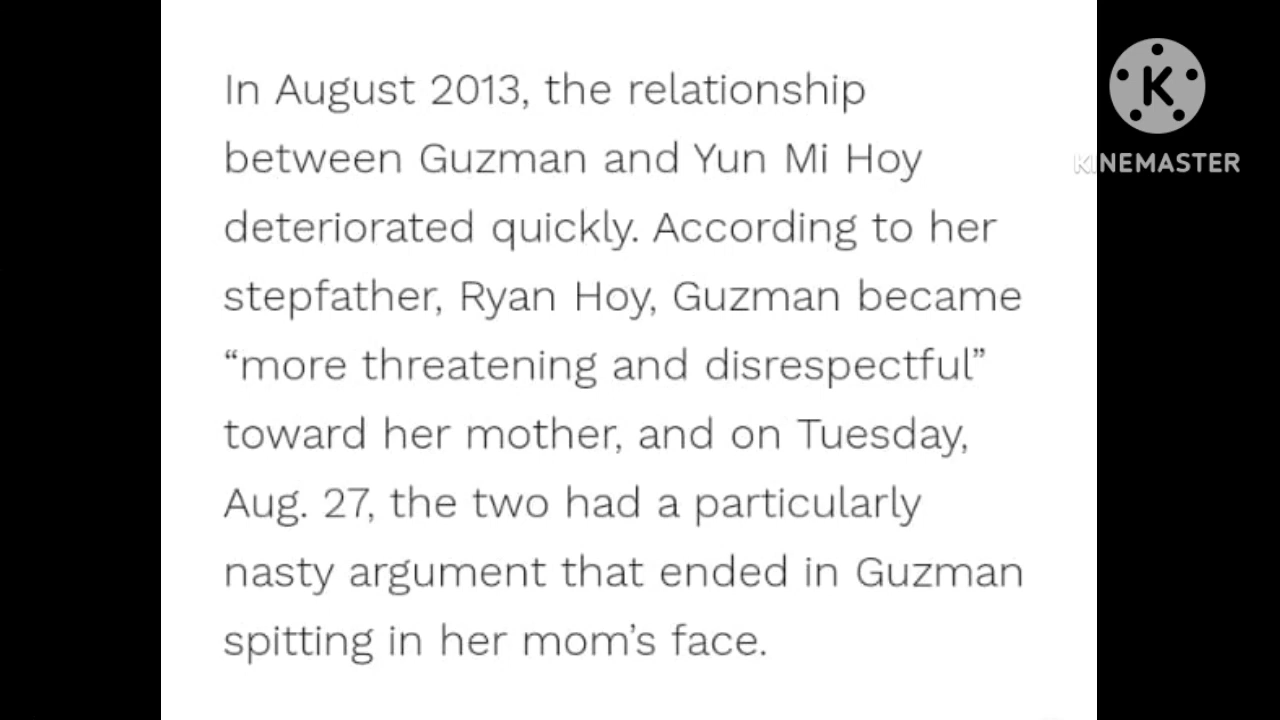 In August 2013, the relationship
between Guzman and Yun Mi Hoy
deteriorated quickly. According to her
stepfather, Ryan Hoy, Guzman became
“more threatening and disrespectful”
toward her mother, and on Tuesday,
Aug. 27, the two had a particularly
nasty argument that ended in Guzman
spitting in her mom’s face.
K
KINEMASTER